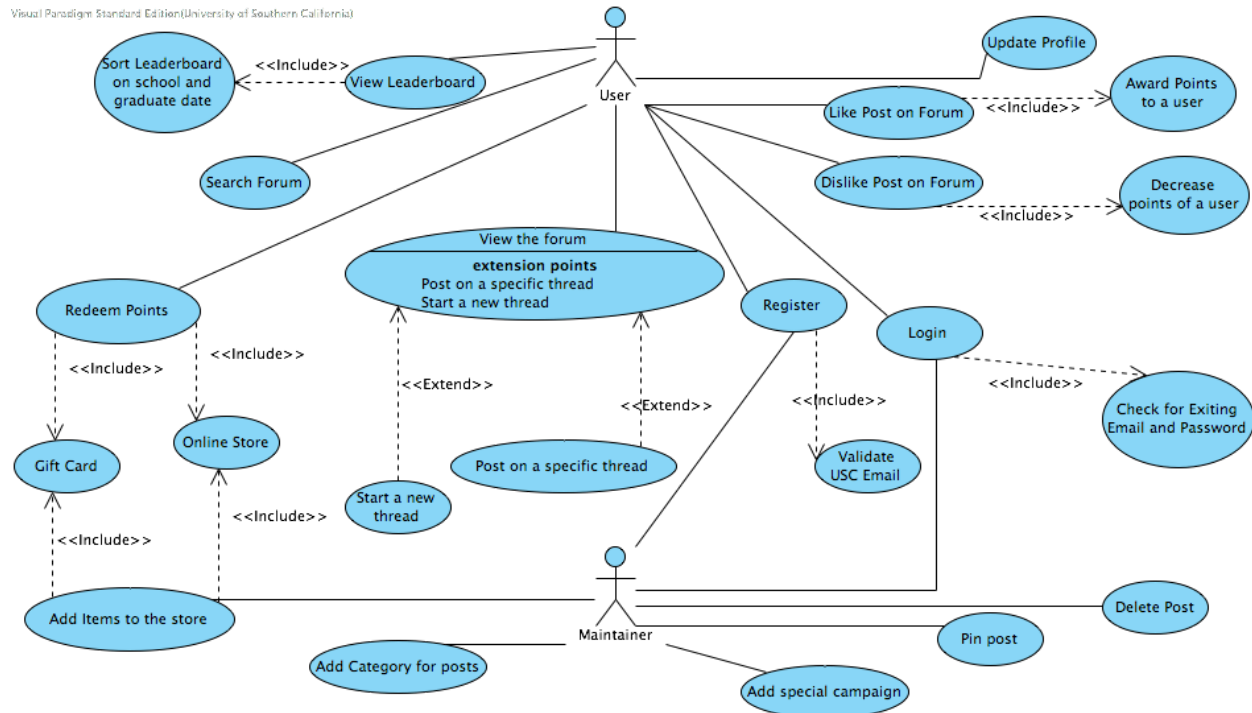 Visual Paradigm Standard Edition(University of Southern California)
Sort Leaderboard
on school and
graduate date
<<Include>>
View Leaderboard
User
Update Profile
Like Post on Forum
<<Include>>
Award Points
to a user
Search Forum
Dislike Post on Forum
<<Include>>
Decrease
points of a user
View the forum
extension points
Post on a specific thread
Start a new thread
Redeem Points
Register
Login
<<Include>>
<<Include>>
<<Extend>>
<<Extend>>
<<Include>>
<<Include>>
Check for Exiting
Email and Password
Gift Card
Online Store
Start a new
thread
Post on a specific thread
Validate
USC Email
<<Include>>
<<Include>>
Add Items to the store
Maintainer
Delete Post
Pin post
Add Category for posts
Add special campaign